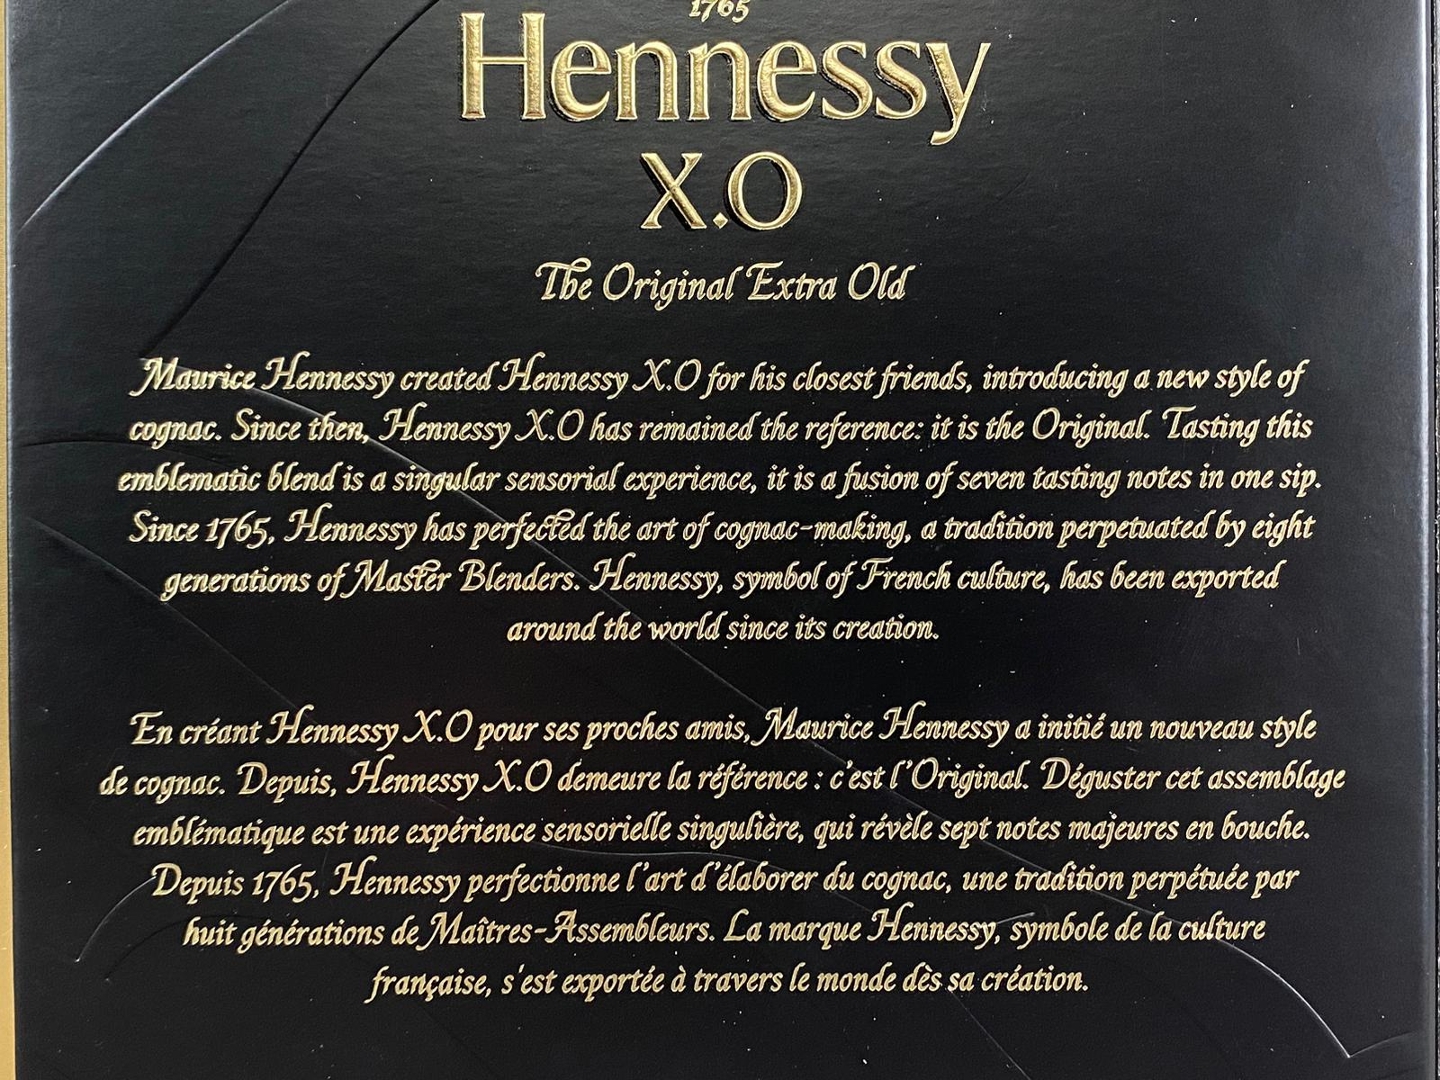 1765
Hennessy
X.O
The Original Extra Old
Maurice Hennessy created Hennessy X.O for his closest friends, introducing a new style of
cognac. Since then, Hennessy X.O has remained the reference: it is the Original. Tasting this
emblematic blend is a singular sensorial experience, it is a fusion of seven tasting notes in one sip.
Since 1765, Hennessy has perfected the art of cognac-making, a tradition perpetuated by eight
generations of Master Blenders. Hennessy, symbol of French culture, has been exported
around the world since its creation.
En créant Hennessy X.O pour ses proches amis, Maurice Hennessy a initié un nouveau style
de cognac. Depuis, Hennessy X.O demeure la référence : c'est l'Original. Déguster cet assemblage
emblématique est une expérience sensorielle singulière, qui révèle sept notes majeures en bouche.
Depuis 1765, Hennessy perfectionne l'art d'élaborer du cognac, une tradition perpétuée par
huit générations de Maîtres-Assembleurs. La marque Hennessy, symbole de la culture
française, s'est exportée à travers le monde dès sa création.